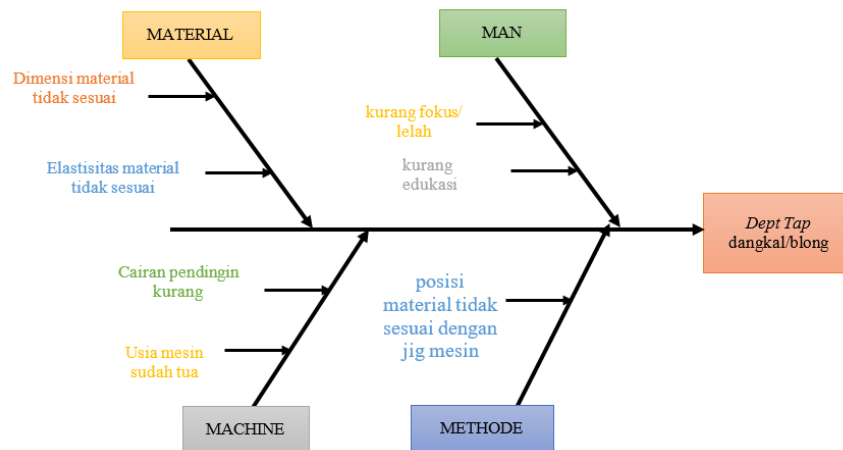 MATERIAL
MAN
Dimensi material
tidak sesuai
kurang fokus/
lelah
Elastisitas material
tidak sesuai
kurang
edukasi
Dept Tap
dangkal/blong
Cairan pendingin
kurang
posisi
material tidak
sesuai dengan
jig mesin
Usia mesin
sudah tua
MACHINE
METHODE